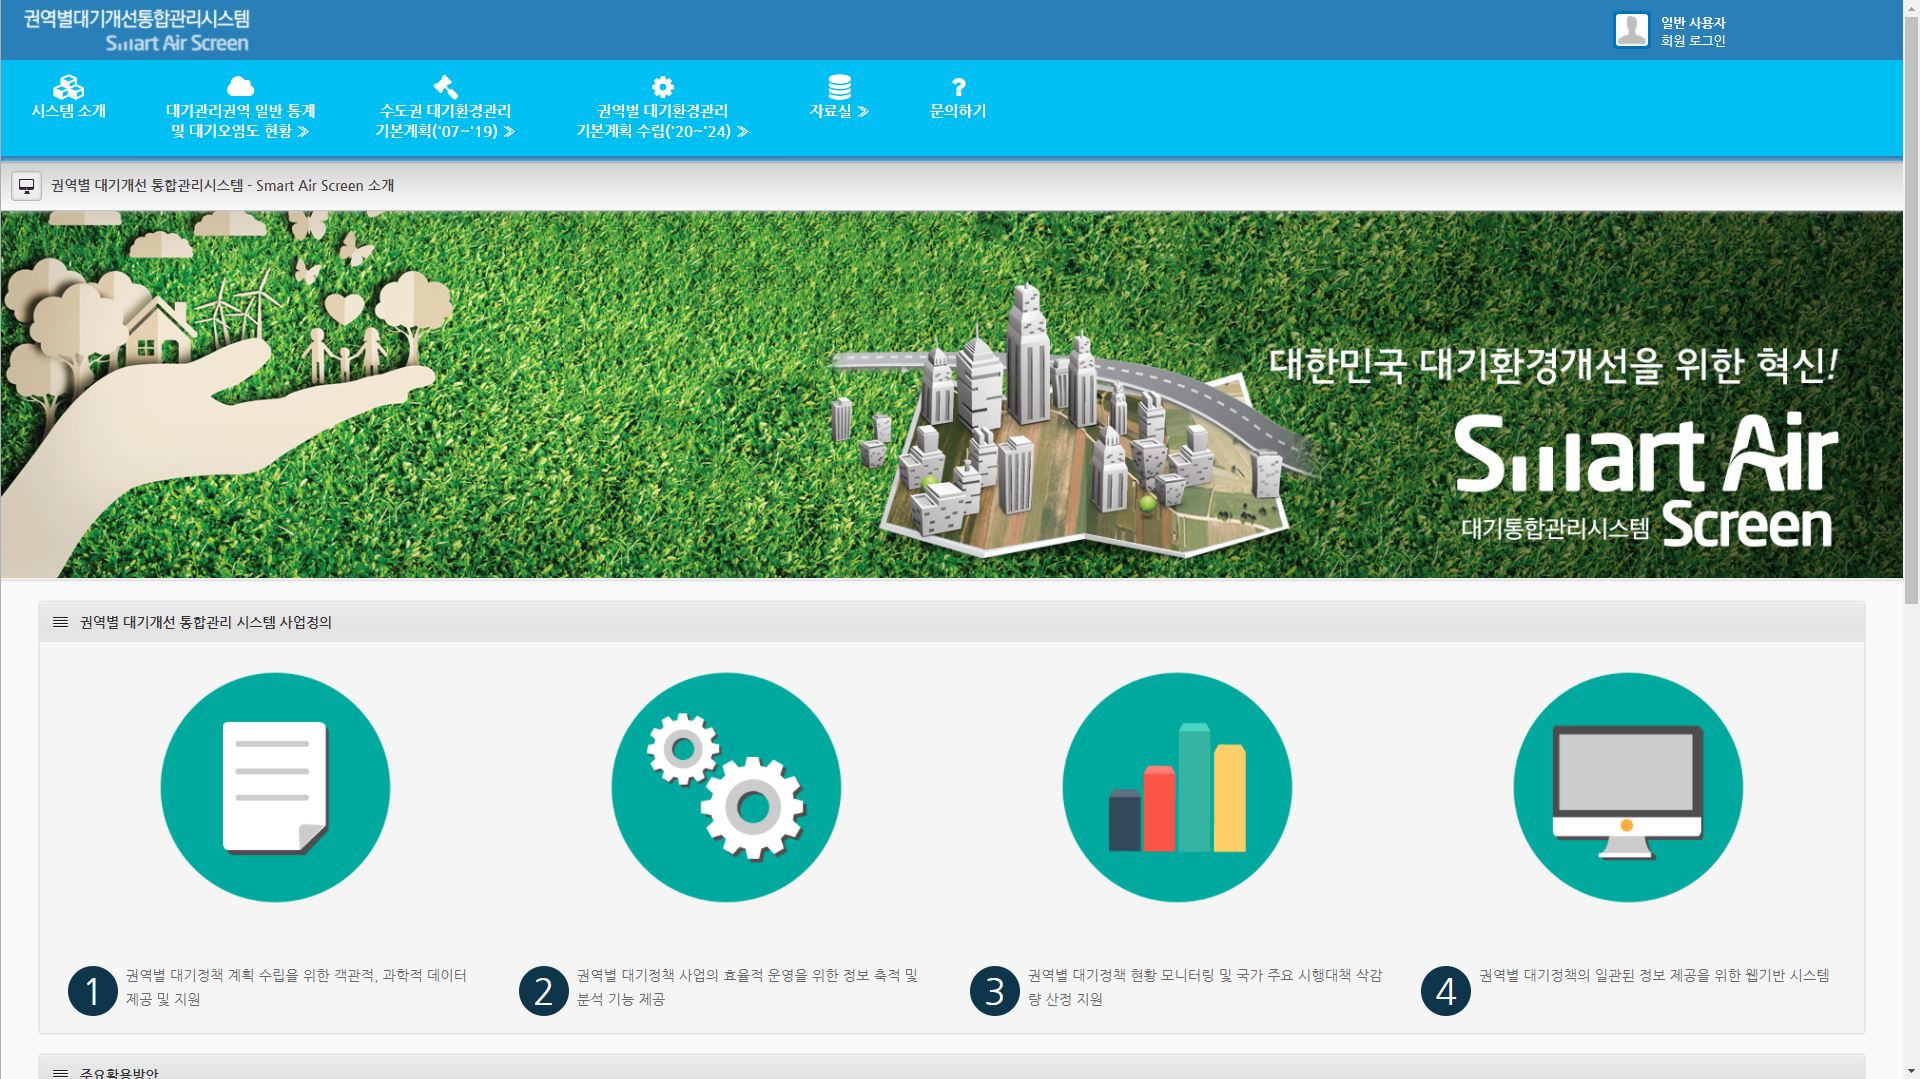 권역별대기개선통합관리시스템
Smart Air Screen
일반 사용자
회원 로그인
시스템 소개
대기관리권역 일반 통계
및 대기오염도 현황 ≫
수도권 대기환경관리
기본계획('07~'19) ≫
권역별 대기환경관리
기본계획 수립('20~'24) ≫
자료실 ≫
문의하기
권역별 대기개선 통합관리시스템 - Smart Air Screen 소개
대한민국 대기환경개선을 위한 혁신!
Smart Air
대기통합관리시스템 Screen
권역별 대기개선 통합관리 시스템 사업정의
1 권역별 대기정책 계획 수립을 위한 객관적, 과학적 데이터
제공 및 지원
2 권역별 대기정책 사업의 효율적 운영을 위한 정보 축적 및
분석 기능 제공
3 권역별 대기정책 현황 모니터링 및 국가 주요 시행대책 삭감
량 산정 지원
4 권역별 대기정책의 일관된 정보 제공을 위한 웹기반 시스템
주요활용방안